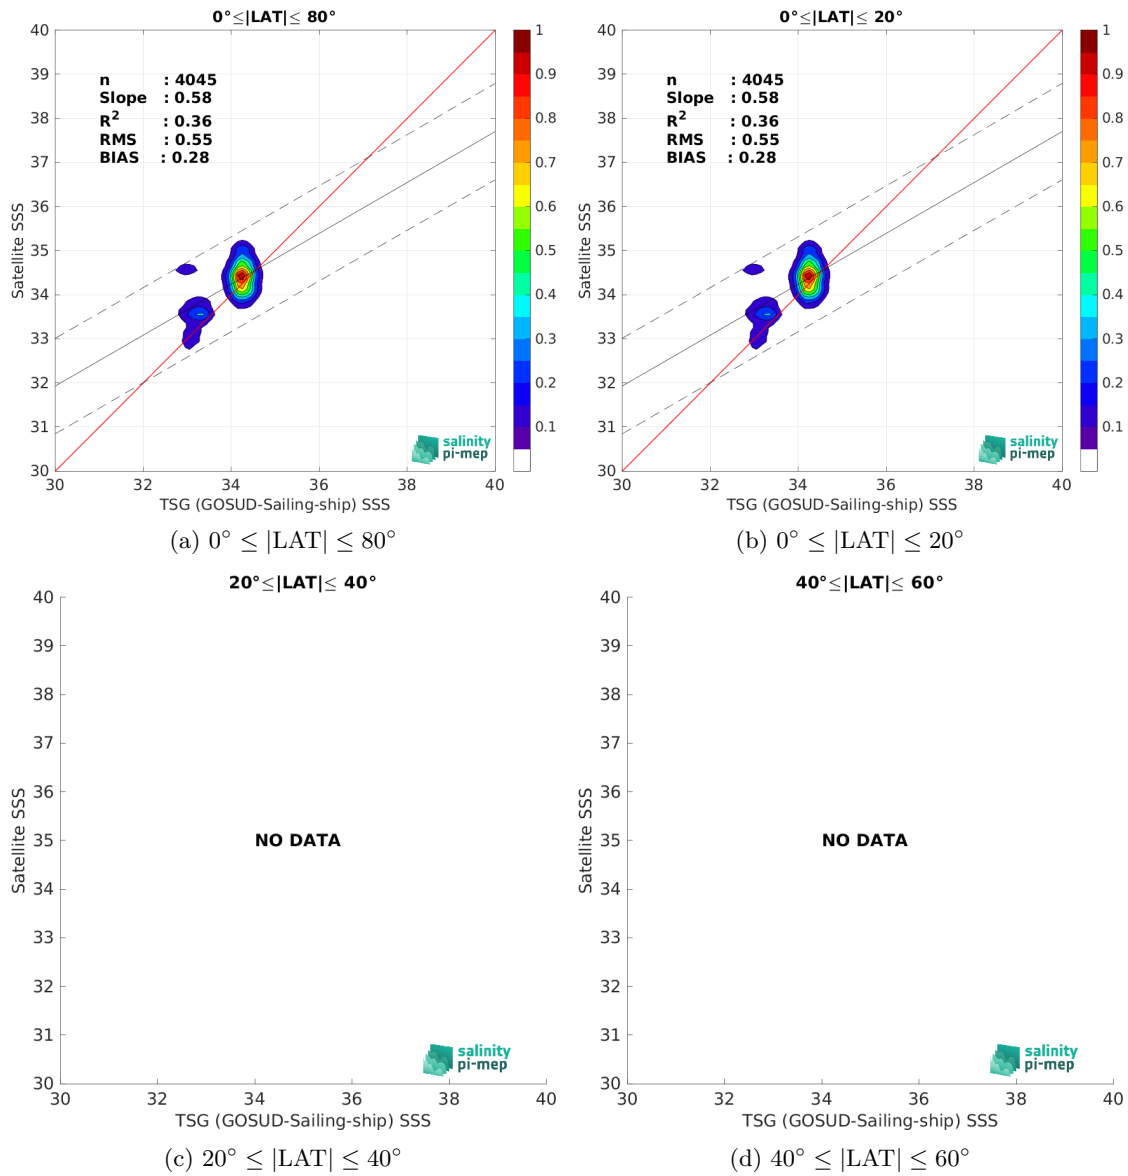 0°≤|LAT|≤ 80°
40
39
38
37
36
35
34
33
32
31
30
Satellite SSS
n : 4045
Slope : 0.58
R² : 0.36
RMS : 0.55
BIAS : 0.28
1
0.9
0.8
0.7
0.6
0.5
0.4
0.3
0.2
0.1
salinity
pi-mep
30 32 34 36 38 40
TSG (GOSUD-Sailing-ship) SSS
(a) 0° ≤ |LAT| ≤ 80°
0°≤|LAT|≤ 20°
40
39
38
37
36
35
34
33
32
31
30
Satellite SSS
n : 4045
Slope : 0.58
R² : 0.36
RMS : 0.55
BIAS : 0.28
1
0.9
0.8
0.7
0.6
0.5
0.4
0.3
0.2
0.1
salinity
pi-mep
30 32 34 36 38 40
TSG (GOSUD-Sailing-ship) SSS
(b) 0° ≤ |LAT| ≤ 20°
20°≤|LAT|≤ 40°
40
39
38
37
36
35
34
33
32
31
30
Satellite SSS
NO DATA
salinity
pi-mep
30 32 34 36 38 40
TSG (GOSUD-Sailing-ship) SSS
(c) 20° ≤ |LAT| ≤ 40°
40°≤|LAT|≤ 60°
40
39
38
37
36
35
34
33
32
31
30
Satellite SSS
NO DATA
salinity
pi-mep
30 32 34 36 38 40
TSG (GOSUD-Sailing-ship) SSS
(d) 40° ≤ |LAT| ≤ 60°